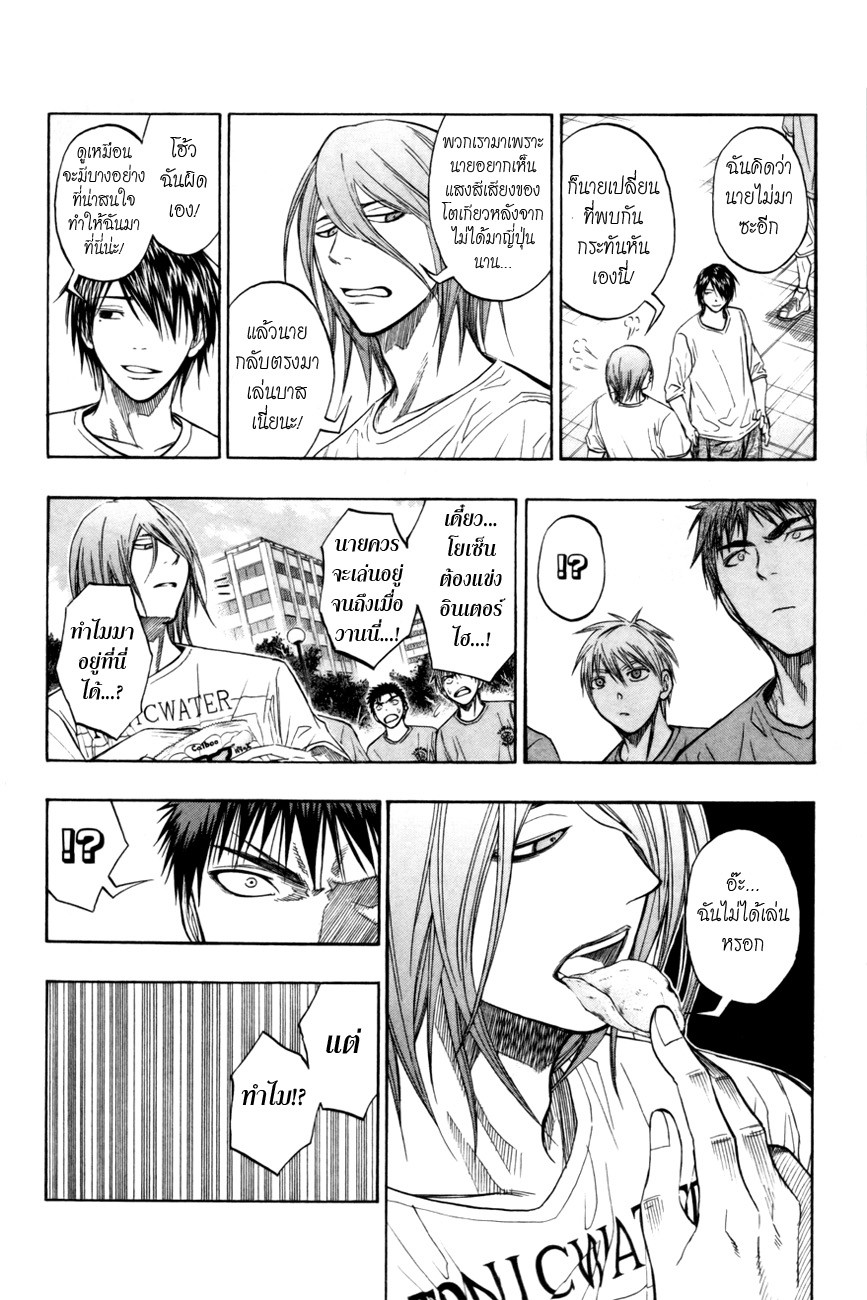 ฉันคิดว่า
นายไม่มา
ซะอีก
ก็นายเปลี่ยน
ที่พบกัน
กระทันหัน
เองนี่!
พวกเรามาเพราะ
นายอยากเห็น
แสงสีเสียงของ
โตเกียวหลังจาก
ไม่ได้มาญี่ปุ่น
นาน...
แล้วนาย
กลับตรงมา
เล่นบาส
เนี่ยนะ!
โฮ้ว
ฉันผิด
เอง!
ดูเหมือน
จะมีบางอย่าง
ที่น่าสนใจ
ทำให้ฉันมา
ที่นี่น่ะ!
!?
เดี๋ยว...
โยเซ็น
ต้องแข่ง
อินเตอร์
ไฮ...!
นายควร
จะเล่นอยู่
จนถึงเมื่อ
วานนี่...!
ทำไมมา
อยู่ที่นี่
ได้...?
NICWATER
Calbee
อ๊ะ...
ฉันไม่ได้เล่น
หรอก
TONICWAT
!?
แต่
ทำไม!?